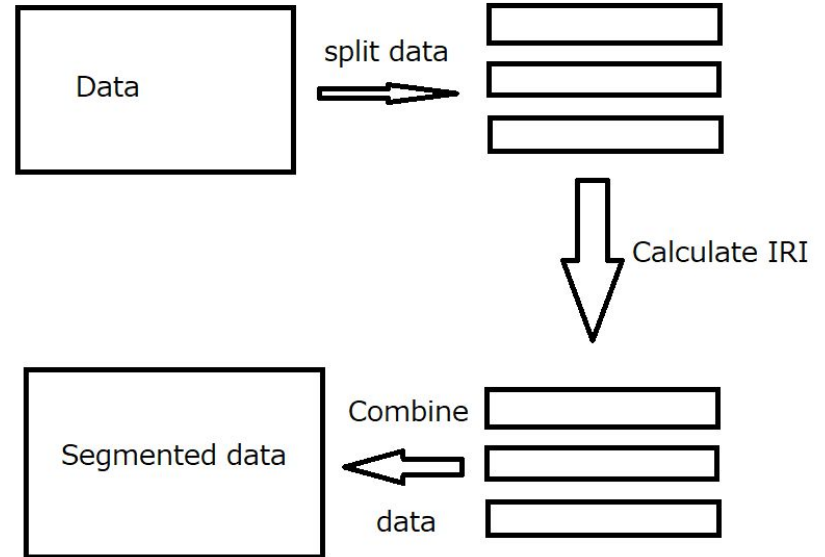 Data
split data
Calculate IRI
Combine
data
Segmented data